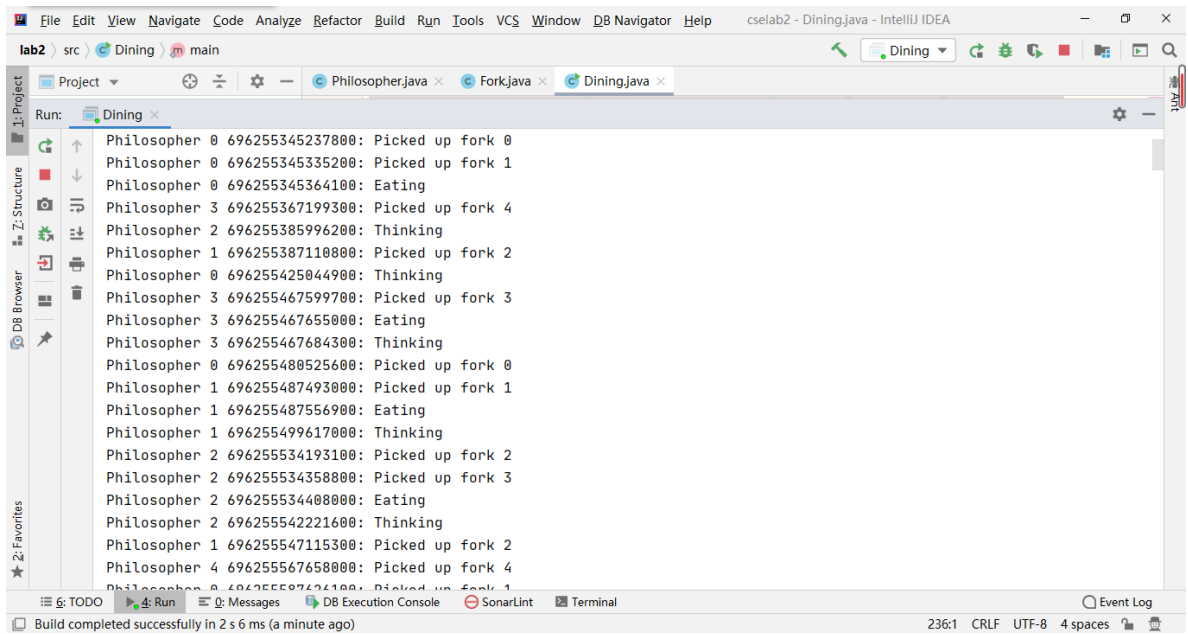 File Edit View Navigate Code Analyze Refactor Build Run Tools VCS Window DB Navigator Help cselab2 - Dining.java - IntelliJ IDEA
lab2 src Dining main Dining
Project Philosopher.java Fork.java Dining.java
Run: Dining
Philosopher 0 696255345237800: Picked up fork 0
Philosopher 0 696255345335200: Picked up fork 1
Philosopher 0 696255345364100: Eating
Philosopher 3 696255367199300: Picked up fork 4
Philosopher 2 696255385996200: Thinking
Philosopher 1 696255387110800: Picked up fork 2
Philosopher 0 696255425044900: Thinking
Philosopher 3 696255467599700: Picked up fork 3
Philosopher 3 696255467655000: Eating
Philosopher 3 696255467684300: Thinking
Philosopher 0 696255480525600: Picked up fork 0
Philosopher 1 696255487493000: Picked up fork 1
Philosopher 1 696255487556900: Eating
Philosopher 1 696255499617000: Thinking
Philosopher 2 696255534193100: Picked up fork 2
Philosopher 2 696255534358800: Picked up fork 3
Philosopher 2 696255534408000: Eating
Philosopher 2 696255542221600: Thinking
Philosopher 1 696255547115300: Picked up fork 2
Philosopher 4 696255567658000: Picked up fork 4
Philosopher 0 696255587626100: Picked up fork 1
1: Project
Z: Structure
DB Browser
2: Favorites
Ant
6: TODO 4: Run 0: Messages DB Execution Console SonarLint Terminal Event Log
Build completed successfully in 2 s 6 ms (a minute ago) 236:1 CRLF UTF-8 4 spaces